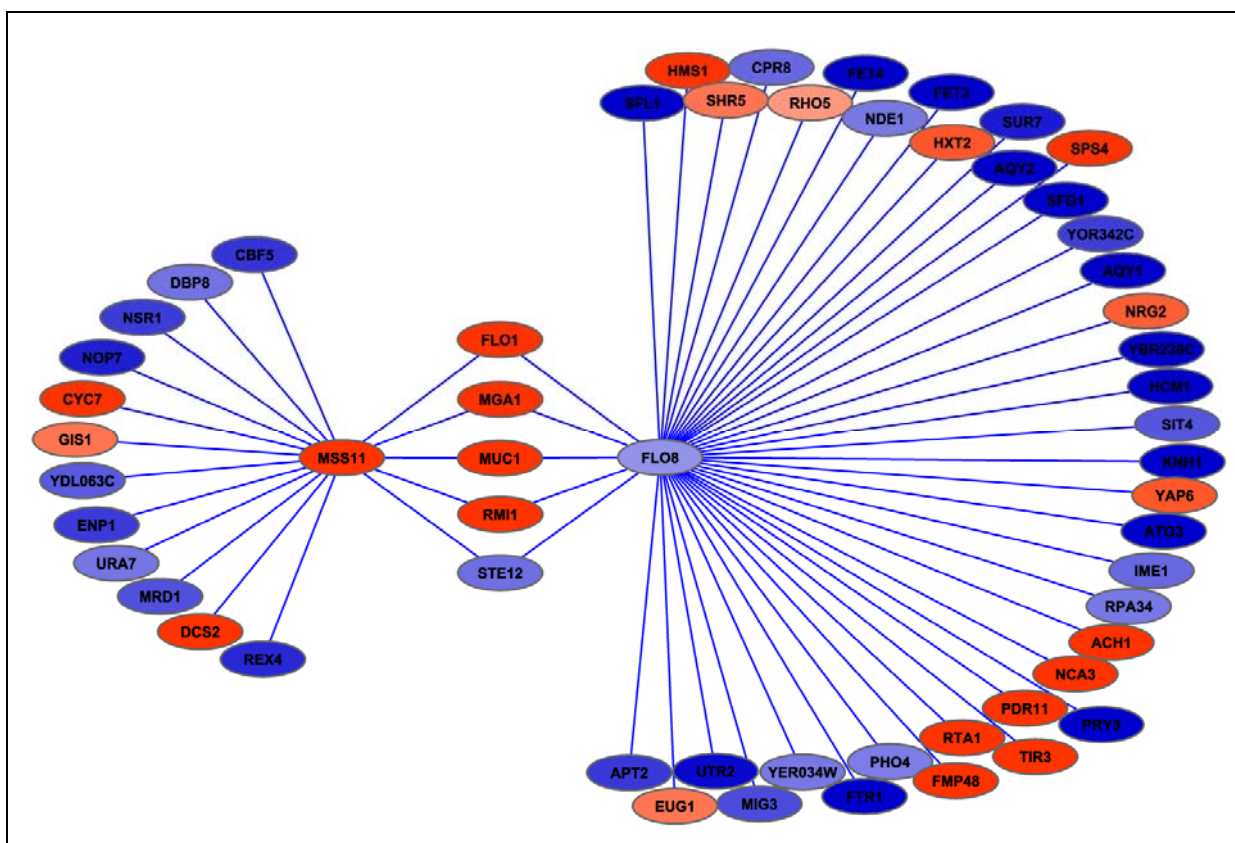 HMS1
CPR8
FET4
SFL1
SHR5
RHO5
FET3
NDE1
SUR7
HXT2
SPS4
AQY2
SFG1
YOR342C
CBF5
AQY1
DBP8
NRG2
NSR1
FLO1
YBR239C
NOP7
HCM1
CYC7
MGA1
SIT4
GIS1
MSS11
MUC1
FLO8
KNH1
YDL063C
YAP6
ENP1
RMI1
ATO3
URA7
STE12
IME1
MRD1
RPA34
DCS2
ACH1
REX4
NCA3
PDR11
PRY3
RTA1
TIR3
APT2
UTR2
YER034W
PHO4
FMP48
EUG1
MIG3
FTR1